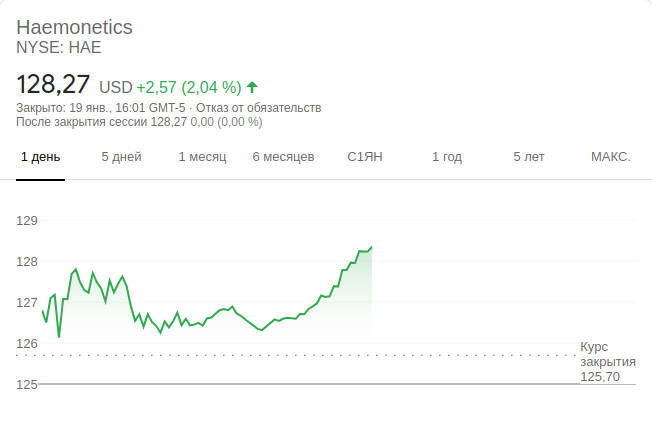 Haemonetics
NYSE: HAE
128,27 USD +2,57 (2,04 %) ↑
Закрыто: 19 янв., 16:01 GMT-5 · Отказ от обязательств
После закрытия сессии 128,27 0,00 (0,00 %)
1 день 5 дней 1 месяц 6 месяцев С1ЯН 1 год 5 лет МАКС.
129
128
127
126
Курс
закрытия
125,70
125